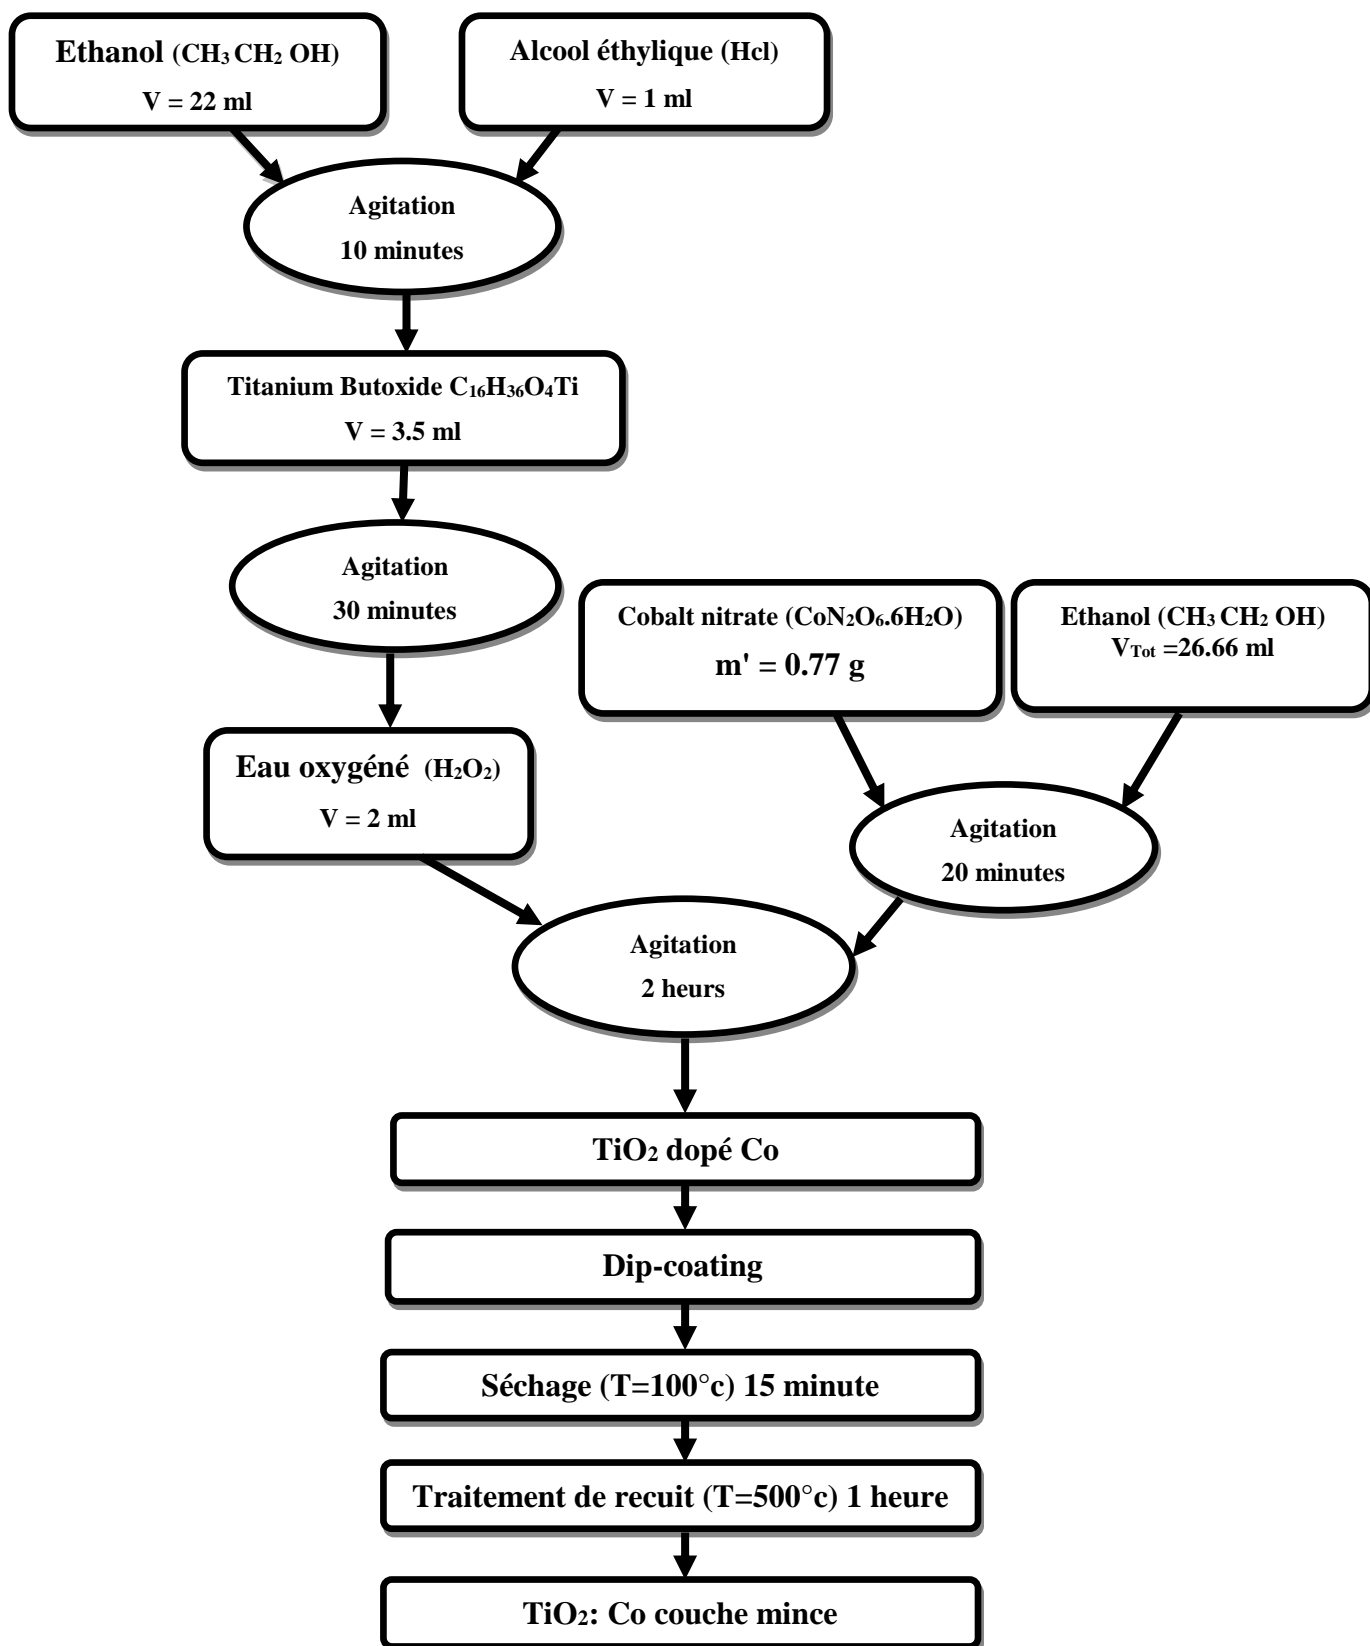 Ethanol (CH₃ CH₂ OH)
V = 22 ml
Alcool éthylique (Hcl)
V = 1 ml
Agitation
10 minutes
Titanium Butoxide C₁₆H₃₆O₄Ti
V = 3.5 ml
Agitation
30 minutes
Cobalt nitrate (CoN₂O₆.6H₂O)
m' = 0.77 g
Ethanol (CH₃ CH₂ OH)
V_Tot =26.66 ml
Eau oxygéné (H₂O₂)
V = 2 ml
Agitation
20 minutes
Agitation
2 heurs
TiO₂ dopé Co
Dip-coating
Séchage (T=100°c) 15 minute
Traitement de recuit (T=500°c) 1 heure
TiO₂: Co couche mince